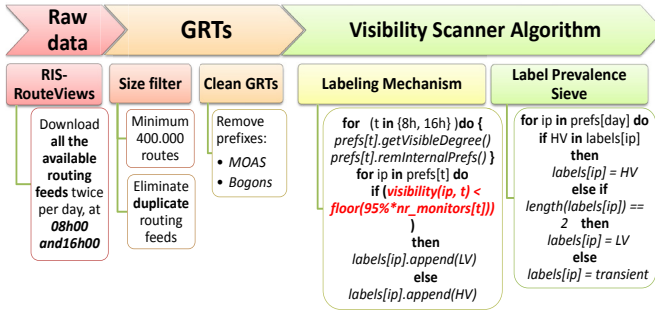 Raw
data
GRTs
Visibility Scanner Algorithm
RIS-
RouteViews
Download
all the
available
routing
feeds twice
per day, at
08h00
and16h00
Size filter
Minimum
400.000
routes
Eliminate
duplicate
routing
feeds
Clean GRTs
Remove
prefixes:
• MOAS
• Bogons
Labeling Mechanism
for (t in {8h, 16h} )do {
prefs[t].getVisibleDegree()
prefs[t].remInternalPrefs() }
for ip in prefs[t] do
if (visibility(ip, t) <
floor(95%*nr_monitors[t]))
)
then
labels[ip].append(LV)
else
labels[ip].append(HV)
Label Prevalence
Sieve
for ip in prefs[day] do
if HV in labels[ip]
then
labels[ip] = HV
else if
length(labels[ip]) ==
2 then
labels[ip] = LV
else
labels[ip] = transient